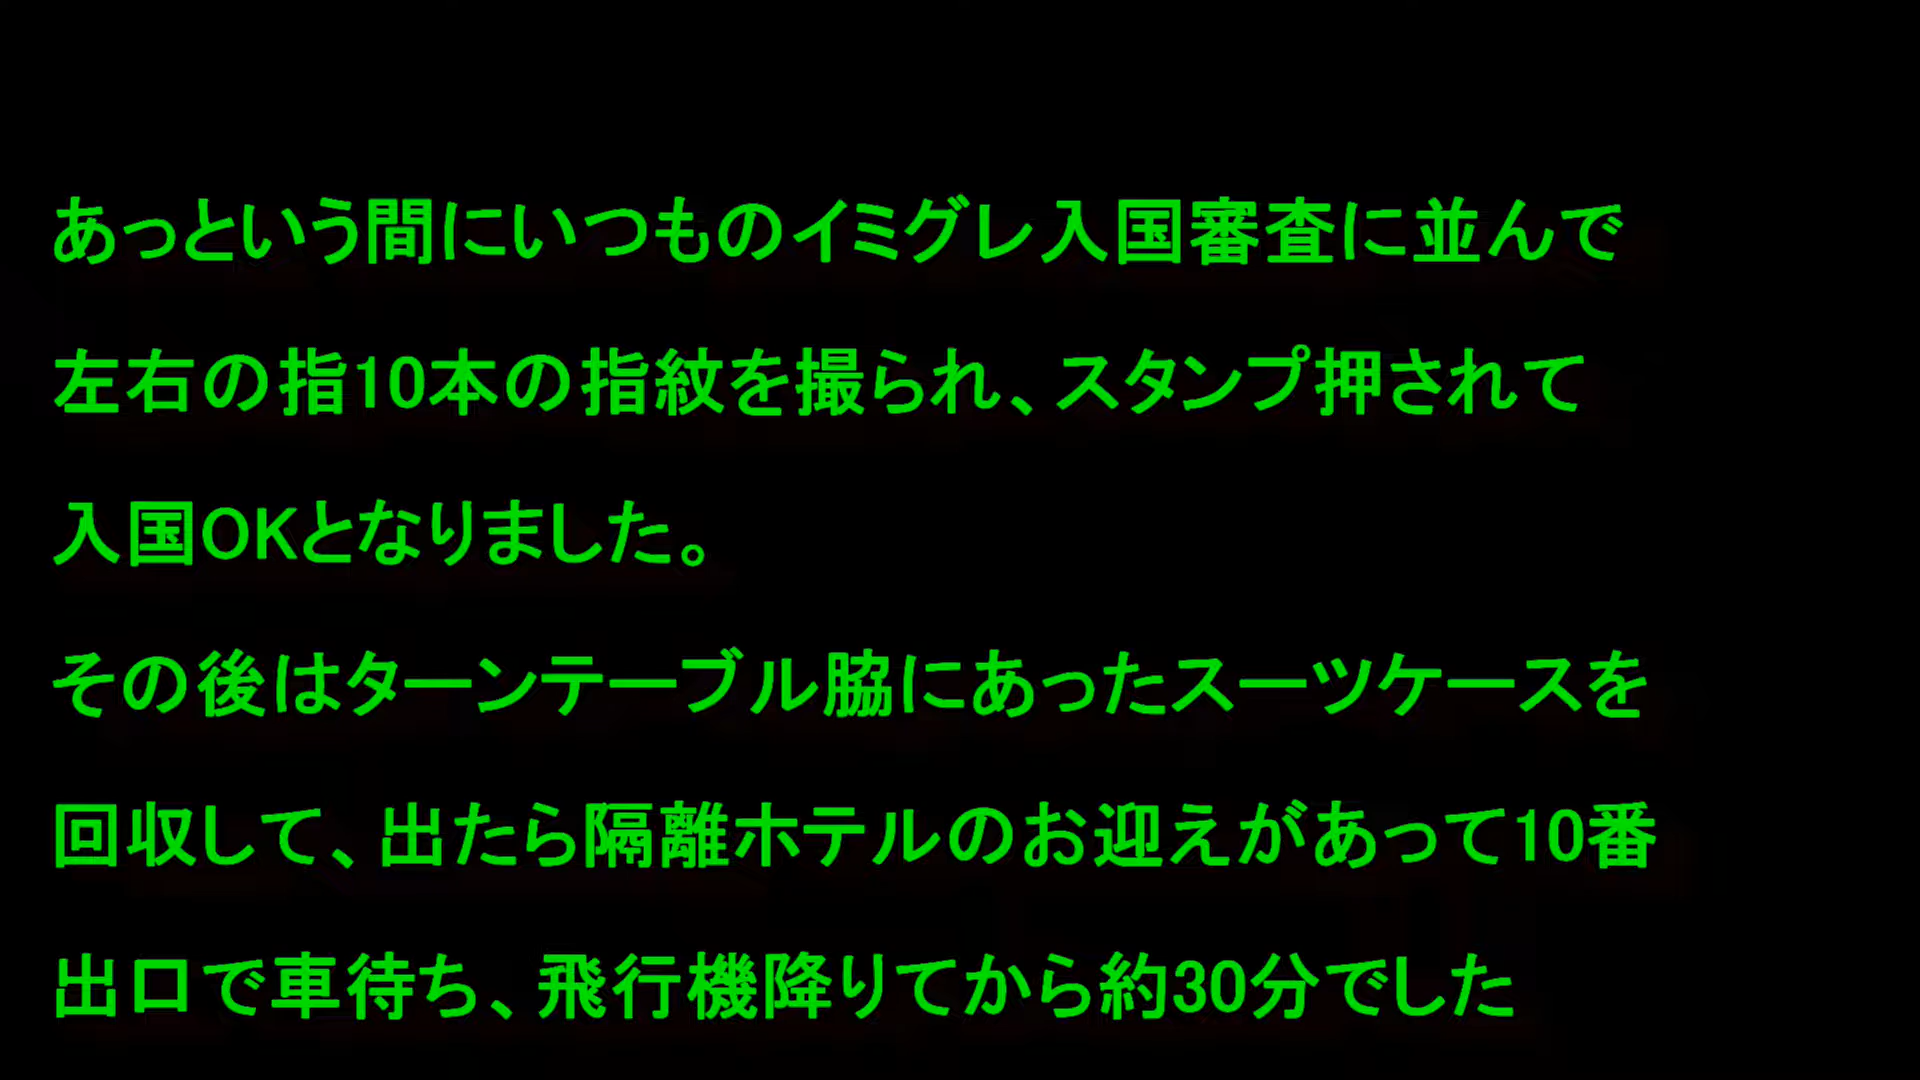 あっという間にいつものイミグレ入国審査に並んで
左右の指10本の指紋を撮られ、スタンプ押されて
入国OKとなりました。
その後はターンテーブル脇にあったスーツケースを
回収して、出たら隔離ホテルのお迎えがあって10番
出口で車待ち、飛行機降りてから約30分でした